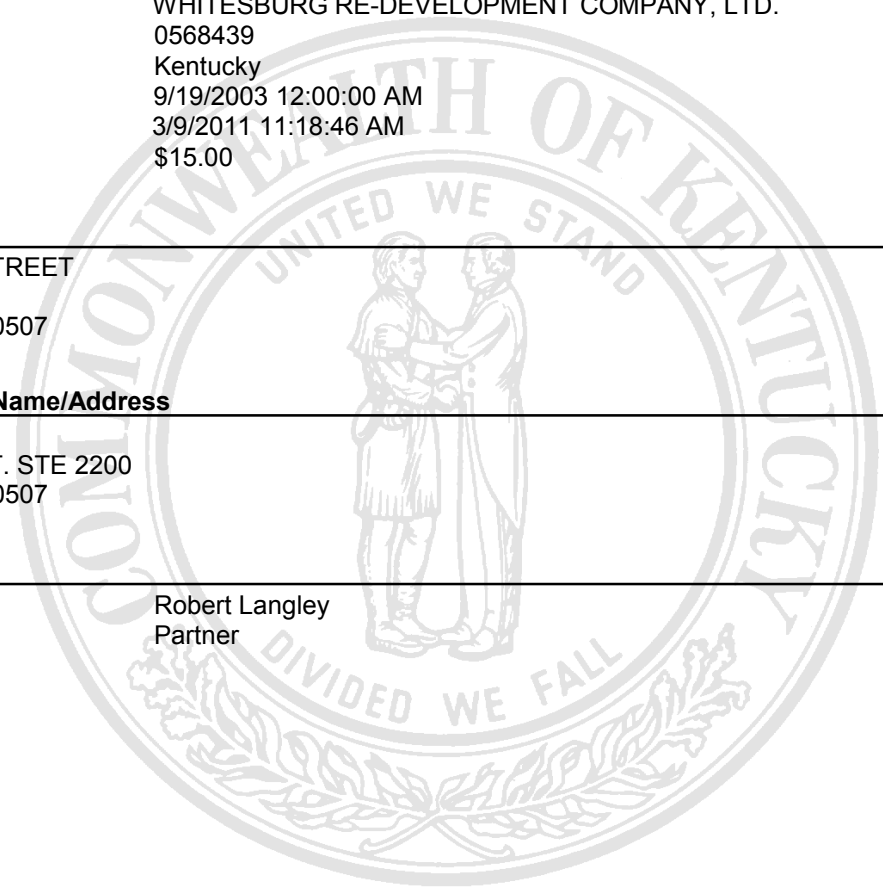 WHITESBURG RE-DEVELOPMENT COMPANY, LTD.
0568439
Kentucky
9/19/2003 12:00:00 AM
3/9/2011 11:18:46 AM
$15.00
TREET
0507
Name/Address
T. STE 2200
0507
Robert Langley
Partner
COMMONWEALTH OF KENTUCKY
UNITED WE STAND
DIVIDED WE FALL